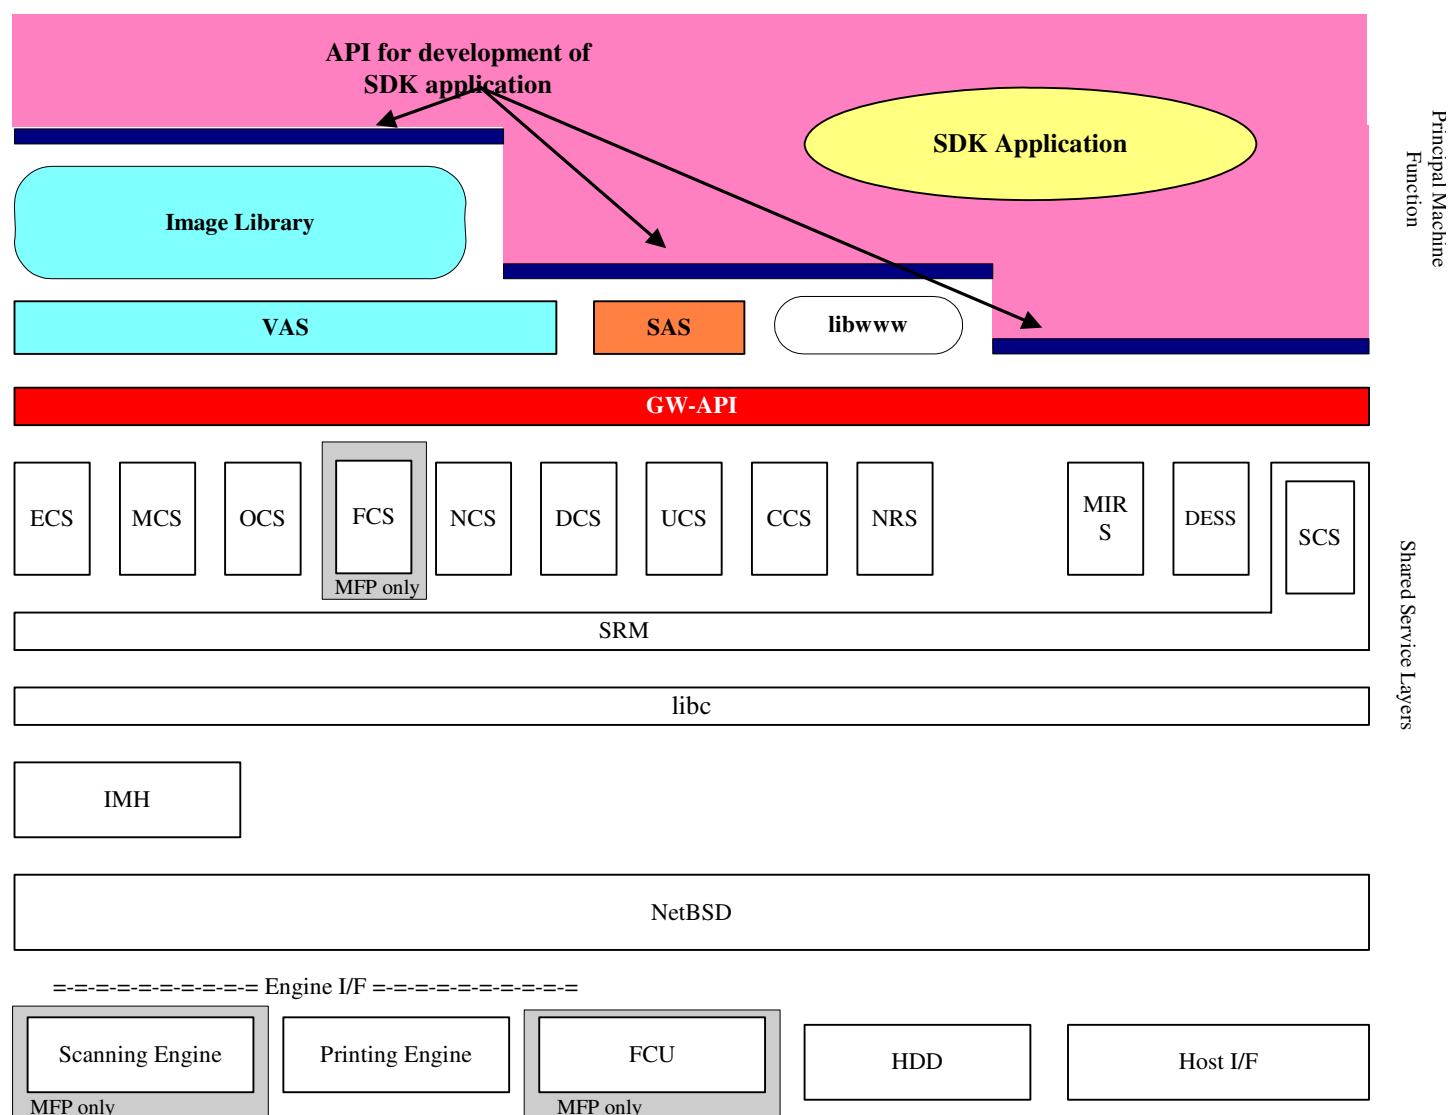 API for development of
SDK application
SDK Application
Principal Machine
Function
Image Library
VAS
SAS
libwww
GW-API
ECS
MCS
OCS
FCS
MFP only
NCS
DCS
UCS
CCS
NRS
MIR
S
DESS
SCS
SRM
Shared Service Layers
libc
IMH
NetBSD
=-=-=-=-=-=-=-=-=-= Engine I/F =-=-=-=-=-=-=-=-=-=
Scanning Engine
MFP only
Printing Engine
FCU
MFP only
HDD
Host I/F